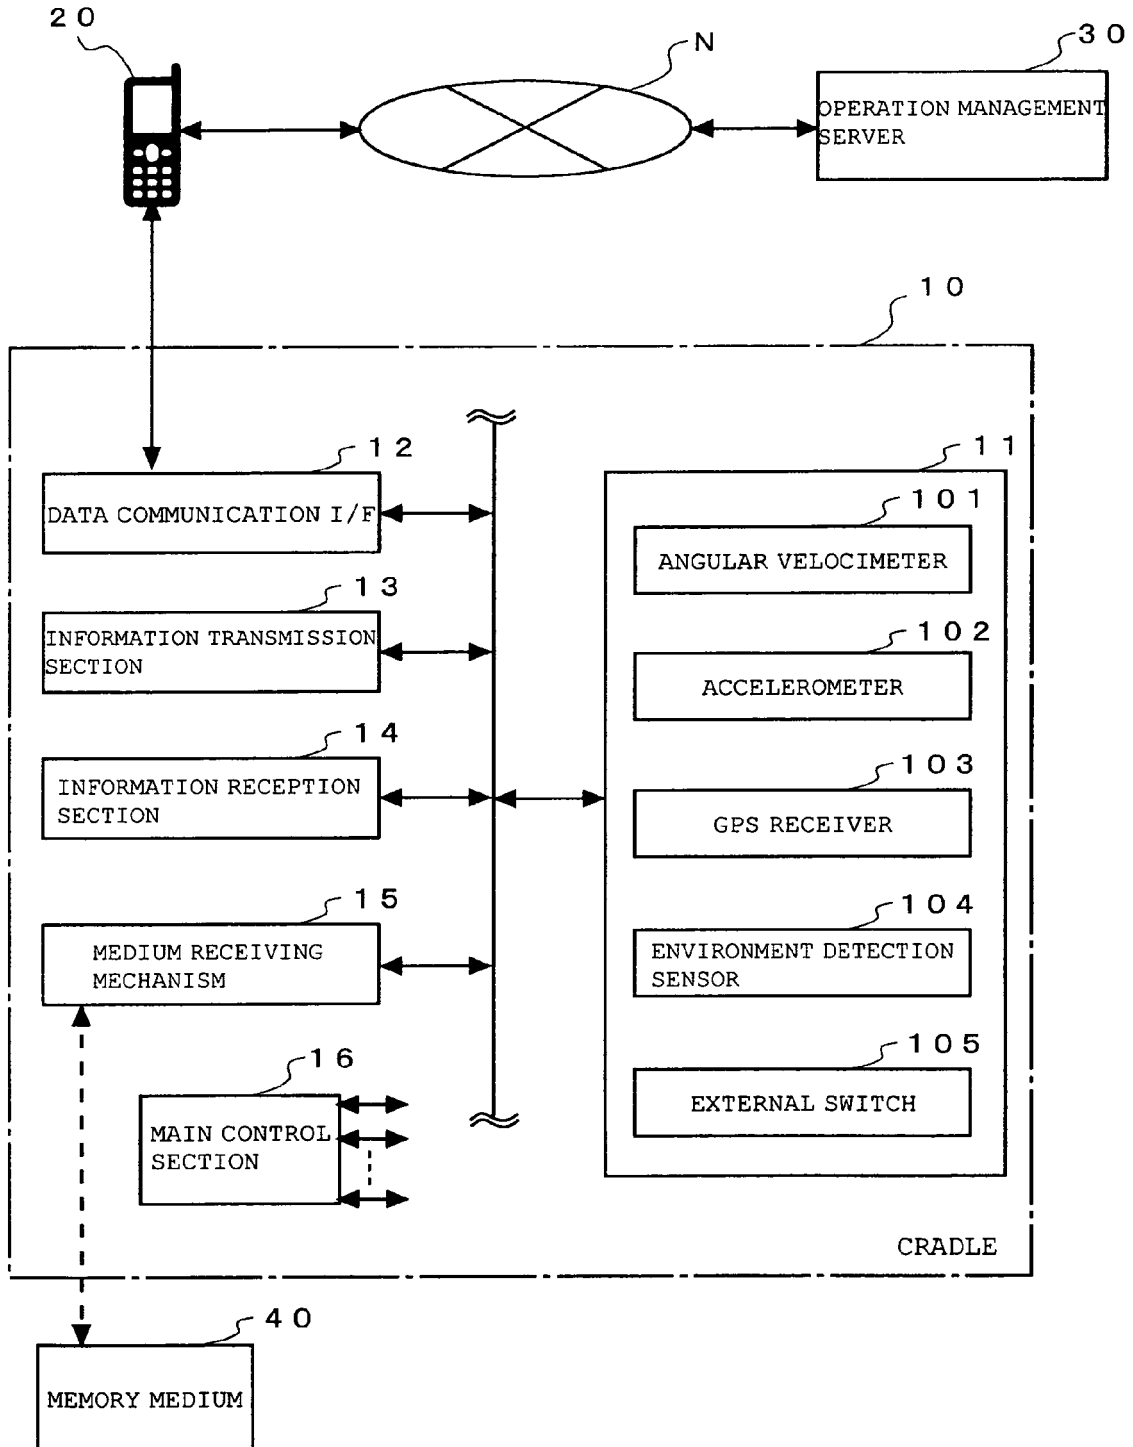 20
N
30
OPERATION MANAGEMENT
SERVER
10
12
DATA COMMUNICATION I/F
13
INFORMATION TRANSMISSION
SECTION
14
INFORMATION RECEPTION
SECTION
15
MEDIUM RECEIVING
MECHANISM
16
MAIN CONTROL
SECTION
11
101
ANGULAR VELOCIMETER
102
ACCELEROMETER
103
GPS RECEIVER
104
ENVIRONMENT DETECTION
SENSOR
105
EXTERNAL SWITCH
CRADLE
40
MEMORY MEDIUM